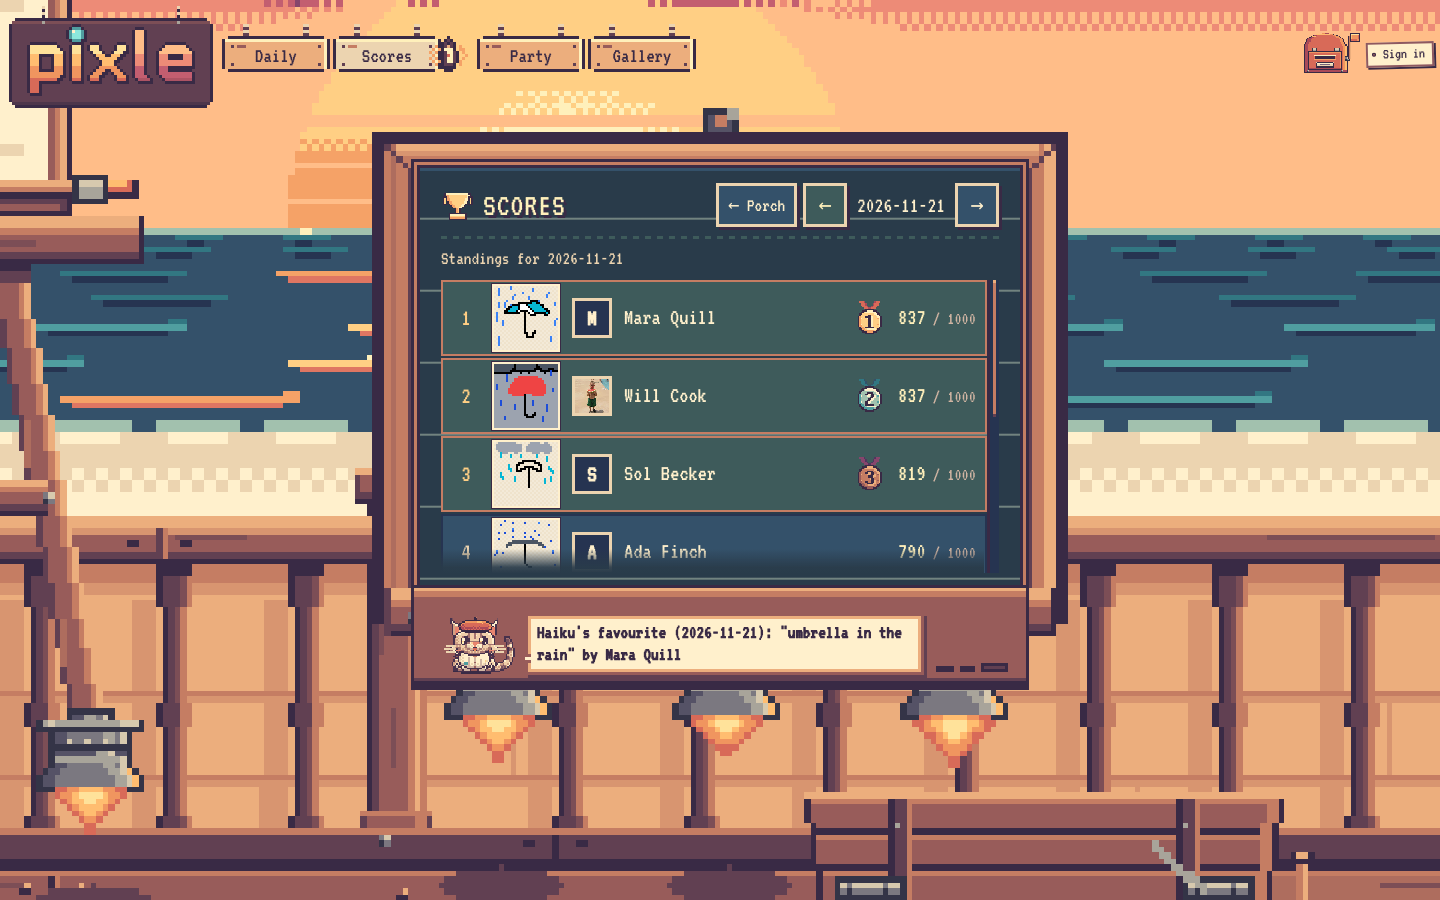 pixle
Daily
Scores
Party
Gallery
Sign in
SCORES
← Porch
←
2026-11-21
→
Standings for 2026-11-21
1 M Mara Quill 1 837 / 1000
2 Will Cook 2 837 / 1000
3 S Sol Becker 3 819 / 1000
4 A Ada Finch 790 / 1000
Haiku's favourite (2026-11-21): "umbrella in the
rain" by Mara Quill